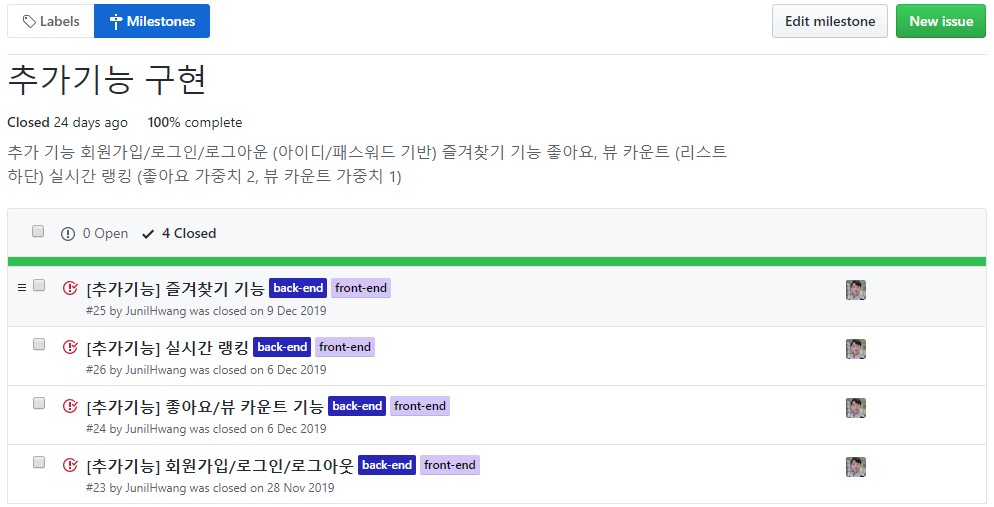 Labels Milestones Edit milestone New issue
추가기능 구현
Closed 24 days ago 100% complete
추가 기능 회원가입/로그인/로그아운 (아이디/패스워드 기반) 즐겨찾기 기능 좋아요, 뷰 카운트 (리스트
하단) 실시간 랭킹 (좋아요 가중치 2, 뷰 카운트 가중치 1)
0 Open 4 Closed
[추가기능] 즐겨찾기 기능 back-end front-end
#25 by JunilHwang was closed on 9 Dec 2019
[추가기능] 실시간 랭킹 back-end front-end
#26 by JunilHwang was closed on 6 Dec 2019
[추가기능] 좋아요/뷰 카운트 기능 back-end front-end
#24 by JunilHwang was closed on 6 Dec 2019
[추가기능] 회원가입/로그인/로그아웃 back-end front-end
#23 by JunilHwang was closed on 28 Nov 2019